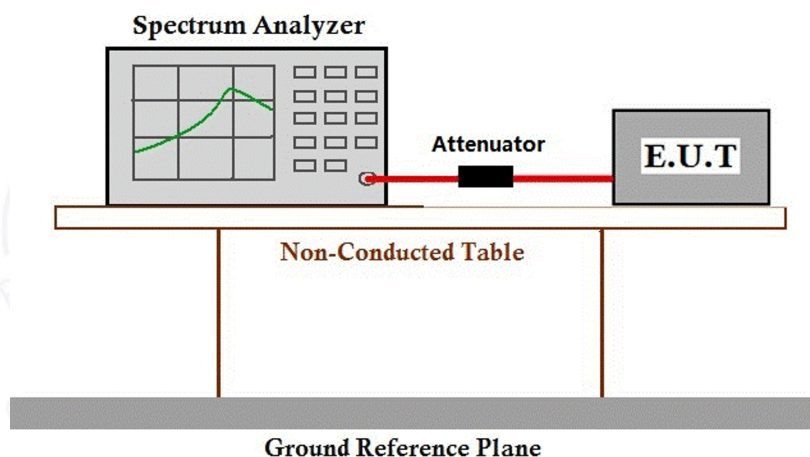 Spectrum Analyzer
Attenuator
E.U.T
Non-Conducted Table
Ground Reference Plane